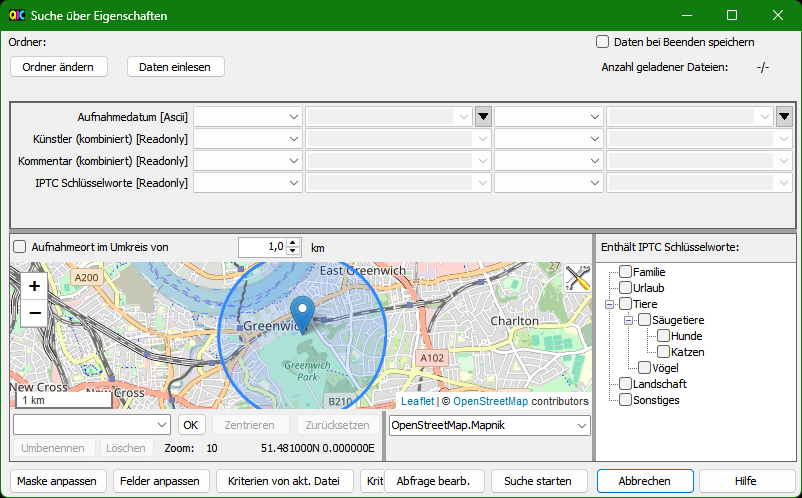 QIC Suche über Eigenschaften
Ordner:
Daten bei Beenden speichern
Ordner ändern Daten einlesen Anzahl geladener Dateien: -/-
Aufnahmedatum [Ascii]
Künstler (kombiniert) [Readonly]
Kommentar (kombiniert) [Readonly]
IPTC Schlüsselworte [Readonly]
Aufnahmeort im Umkreis von 1,0 km
+
−
A200
East Greenwich
Greenwich
Charlton
A102
Greenwich
Park
New Cross
New Cross
B210
1 km
Leaflet | © OpenStreetMap contributors
OK Zentrieren Zurücksetzen OpenStreetMap.Mapnik
Umbenennen Löschen Zoom: 10 51.481000N 0.000000E
Enthält IPTC Schlüsselworte:
Familie
Urlaub
Tiere
Säugetiere
Hunde
Katzen
Vögel
Landschaft
Sonstiges
Maske anpassen Felder anpassen Kriterien von akt. Datei Krit Abfrage bearb. Suche starten Abbrechen Hilfe